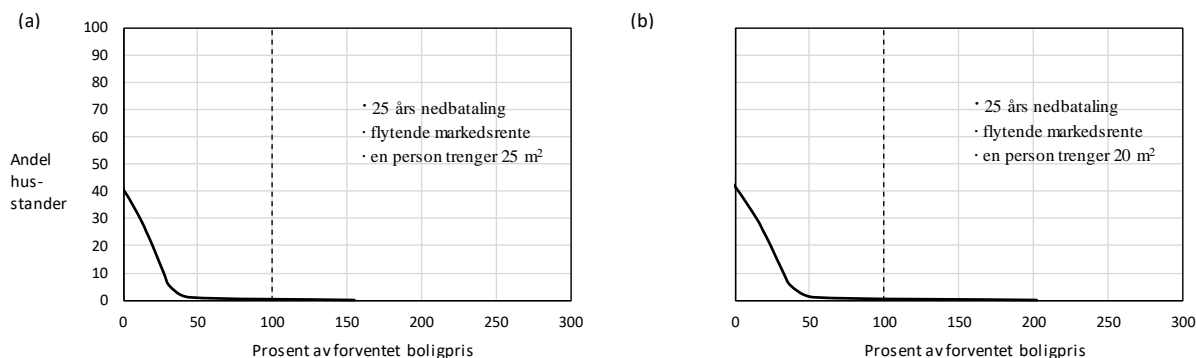 (a)
100
90
80
70
60
50
40
30
20
10
0
Andel
hus-
stander
· 25 års nedbataling
· flytende markedsrente
· en person trenger 25 m²
0 50 100 150 200 250 300
Prosent av forventet boligpris
(b)
· 25 års nedbataling
· flytende markedsrente
· en person trenger 20 m²
0 50 100 150 200 250 300
Prosent av forventet boligpris